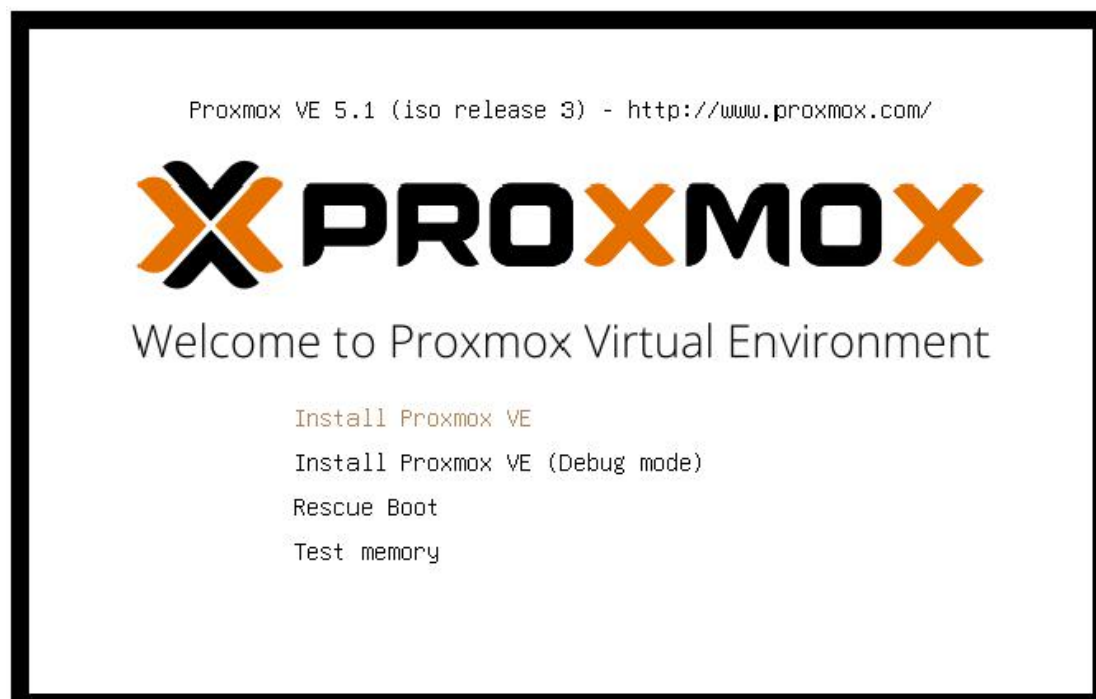 Proxmox VE 5.1 (iso release 3) - http://www.proxmox.com/
PROXMOX
Welcome to Proxmox Virtual Environment
Install Proxmox VE
Install Proxmox VE (Debug mode)
Rescue Boot
Test memory